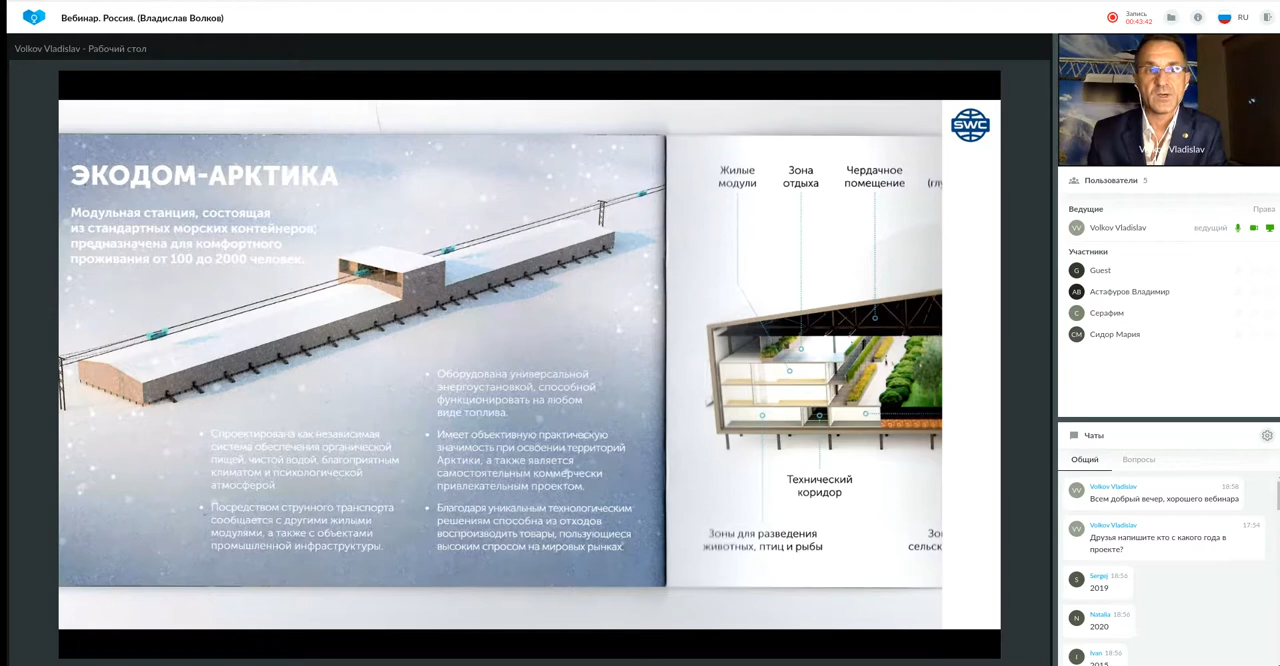 Вебинар. Россия. (Владислав Волков)
Запись
00:43:42
RU
Volkov Vladislav - Рабочий стол
SWC
ЭКОДОМ-АРКТИКА
Модульная станция, состоящая
из стандартных морских контейнеров;
предназначена для комфортного
проживания от 100 до 2000 человек.
Спроектирована как независимая
система обеспечения органической
пищей, чистой водой, благоприятным
климатом и психологической
атмосферой
Посредством струнного транспорта
сообщается с другими жилыми
модулями, а также с объектами
промышленной инфраструктуры.
Оборудована универсальной
энергоустановкой, способной
функционировать на любом
виде топлива.
Имеет объективную практическую
значимость при освоении территорий
Арктики, а также является
самостоятельным коммерчески
привлекательным проектом.
Благодаря уникальным технологическим
решениям способна из отходов
воспроизводить товары, пользующиеся
высоким спросом на мировых рынках.
Жилые
модули
Зона
отдыха
Чердачное
помещение
Технический
коридор
Зоны для разведения
животных, птиц и рыбы
Vladislav
Пользователи 5
Ведущие
Права
VV
Volkov Vladislav
ведущий
Участники
G
Guest
АВ
Астафуров Владимир
С
Серафим
СМ
Сидор Мария
Чаты
Общий
Вопросы
VV
Volkov Vladislav
18:58
Всем добрый вечер, хорошего вебинара
VV
Volkov Vladislav
17:54
Друзья напишите кто с какого года в
проекте?
S
Sergej 18:56
2019
N
Natalia 18:56
2020
I
Ivan 18:56
2015